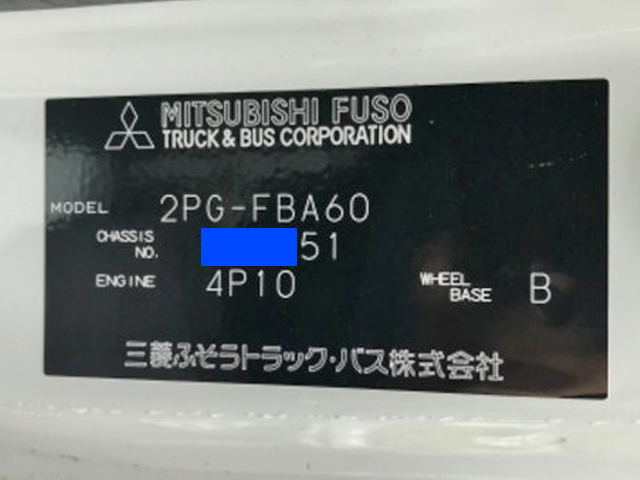 MITSUBISHI FUSO
TRUCK & BUS CORPORATION
MODEL 2PG-FBA60
CHASSIS NO. 51
ENGINE 4P10 WHEEL BASE B
三菱ふそうトラック・バス株式会社